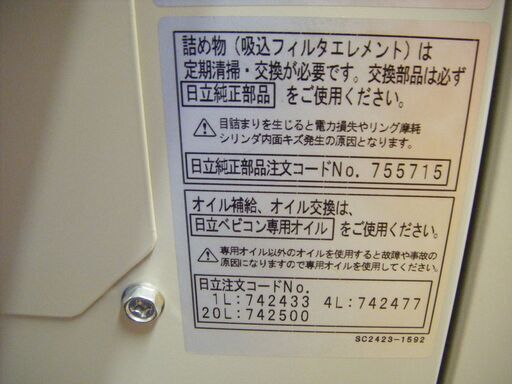 詰め物（吸込フィルタエレメント）は
定期清掃・交換が必要です。交換部品は必ず
日立純正部品 をご使用ください。
目詰まりを生じると電力損失やリング摩耗
シリンダ内面キズ発生の原因となります。
日立純正部品注文コードNo. 755715
オイル補給、オイル交換は、
日立ベビコン専用オイル をご使用ください。
専用オイル以外のオイルを使用すると故障や事故の
原因になりますので専用オイルを使用してください。
日立注文コードNo.
1L:742433 4L:742477
20L:742500
SC2423-1592